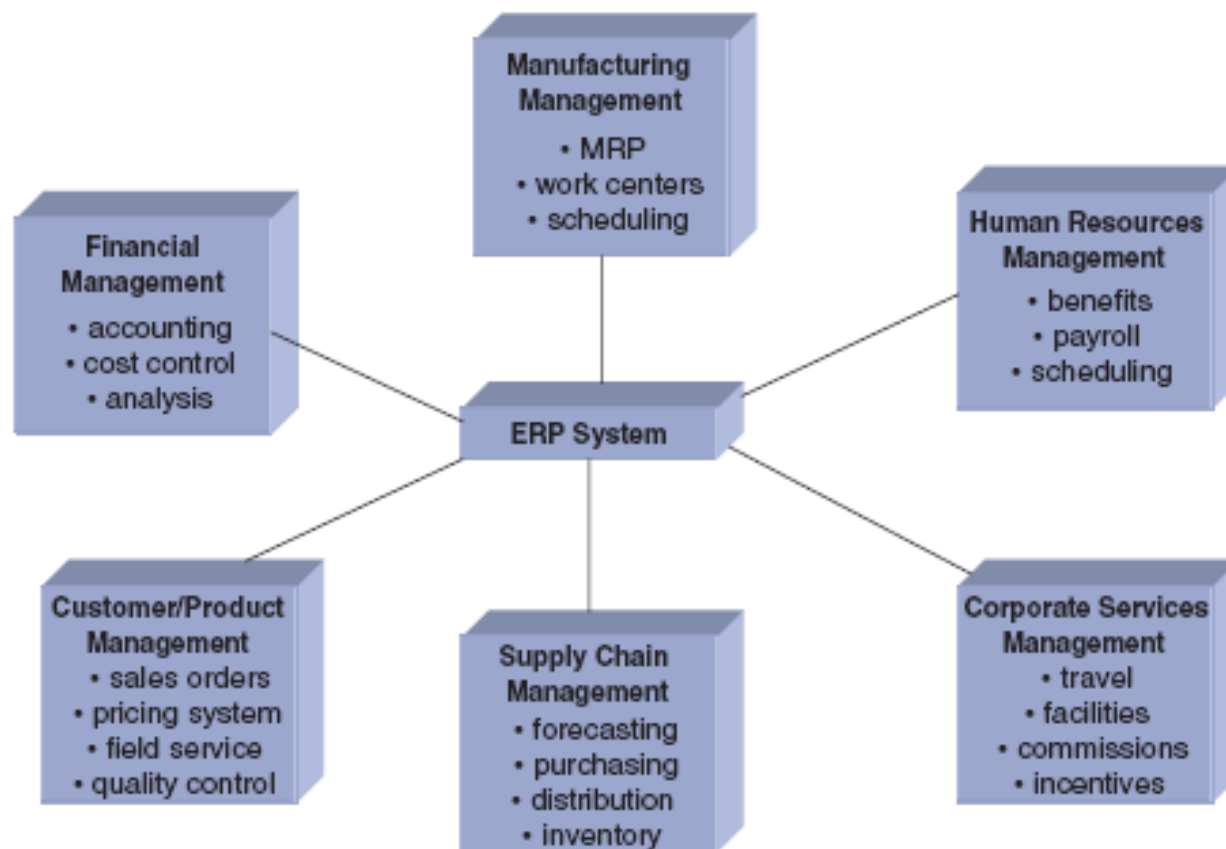 Manufacturing
Management
• MRP
• work centers
• scheduling
Financial
Management
• accounting
• cost control
• analysis
Human Resources
Management
• benefits
• payroll
• scheduling
ERP System
Customer/Product
Management
• sales orders
• pricing system
• field service
• quality control
Supply Chain
Management
• forecasting
• purchasing
• distribution
• inventory
Corporate Services
Management
• travel
• facilities
• commissions
• incentives